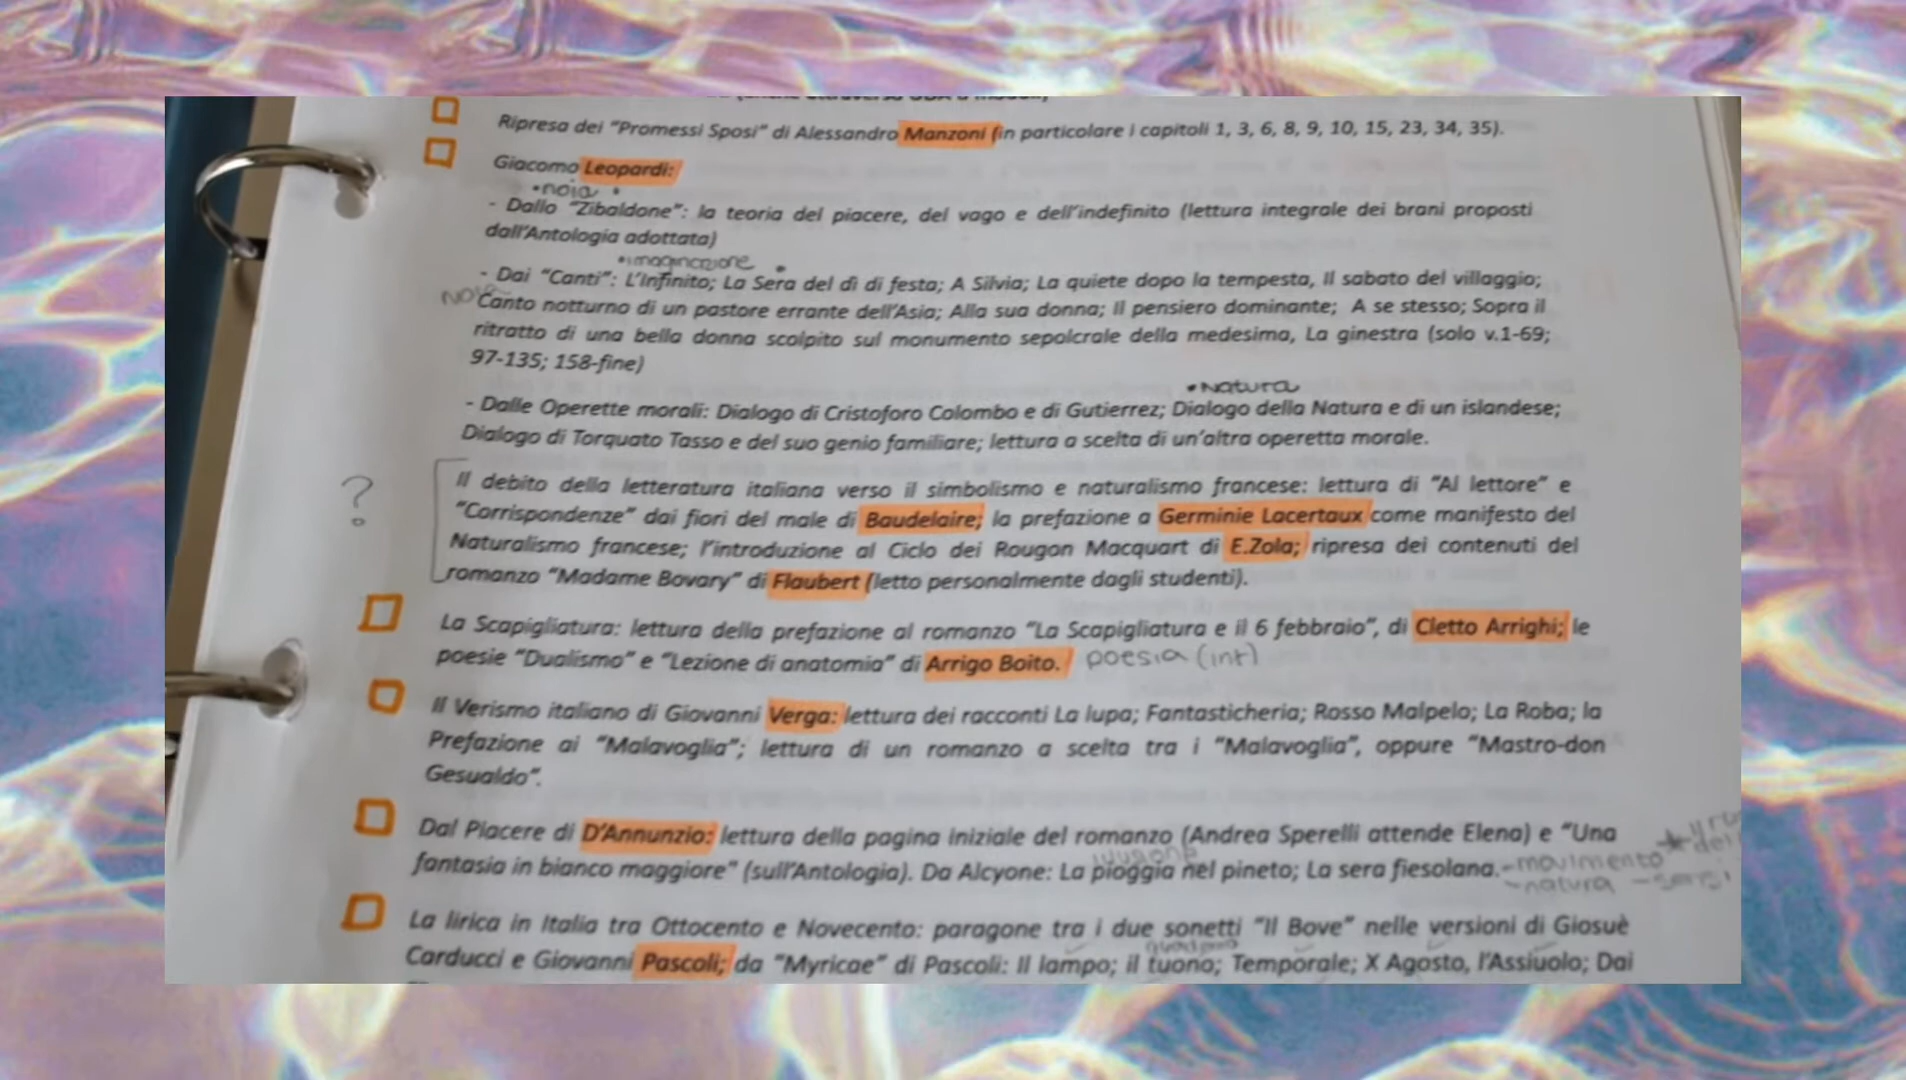 Ripresa dei "Promessi Sposi" di Alessandro Manzoni (in particolare i capitoli 1, 3, 6, 8, 9, 10, 15, 23, 34, 35).
Giacomo Leopardi:
•noia •
- Dallo "Zibaldone": la teoria del piacere, del vago e dell'indefinito (lettura integrale dei brani proposti
dall'Antologia adottata)
•imaginazione •
- Dai "Canti": L'Infinito; La Sera del dì di festa; A Silvia; La quiete dopo la tempesta, Il sabato del villaggio;
Canto notturno di un pastore errante dell'Asia; Alla sua donna; Il pensiero dominante; A se stesso; Sopra il
ritratto di una bella donna scolpito sul monumento sepolcrale della medesima, La ginestra (solo v.1-69;
97-135; 158-fine)
•Natura
- Dalle Operette morali: Dialogo di Cristoforo Colombo e di Gutierrez; Dialogo della Natura e di un islandese;
Dialogo di Torquato Tasso e del suo genio familiare; lettura a scelta di un'altra operetta morale.
? Il debito della letteratura italiana verso il simbolismo e naturalismo francese: lettura di "Al lettore" e
"Corrispondenze" dai fiori del male di Baudelaire; la prefazione a Germinie Lacertaux come manifesto del
Naturalismo francese; l'introduzione al Ciclo dei Rougon Macquart di E.Zola; ripresa dei contenuti del
romanzo "Madame Bovary" di Flaubert (letto personalmente dagli studenti).
La Scapigliatura: lettura della prefazione al romanzo "La Scapigliatura e il 6 febbraio", di Cletto Arrighi; le
poesie "Dualismo" e "Lezione di anatomia" di Arrigo Boito. poesia (int)
Il Verismo italiano di Giovanni Verga: lettura dei racconti La lupa; Fantasticheria; Rosso Malpelo; La Roba; la
Prefazione ai "Malavoglia"; lettura di un romanzo a scelta tra i "Malavoglia", oppure "Mastro-don
Gesualdo".
Dal Piacere di D'Annunzio: lettura della pagina iniziale del romanzo (Andrea Sperelli attende Elena) e "Una
fantasia in bianco maggiore" (sull'Antologia). Da Alcyone: La pioggia nel pineto; La sera fiesolana. -movimento
-natura -sensi
La lirica in Italia tra Ottocento e Novecento: paragone tra i due sonetti "Il Bove" nelle versioni di Giosuè
Carducci e Giovanni Pascoli; da "Myricae" di Pascoli: Il lampo; il tuono; Temporale; X Agosto, l'Assiuolo; Dai